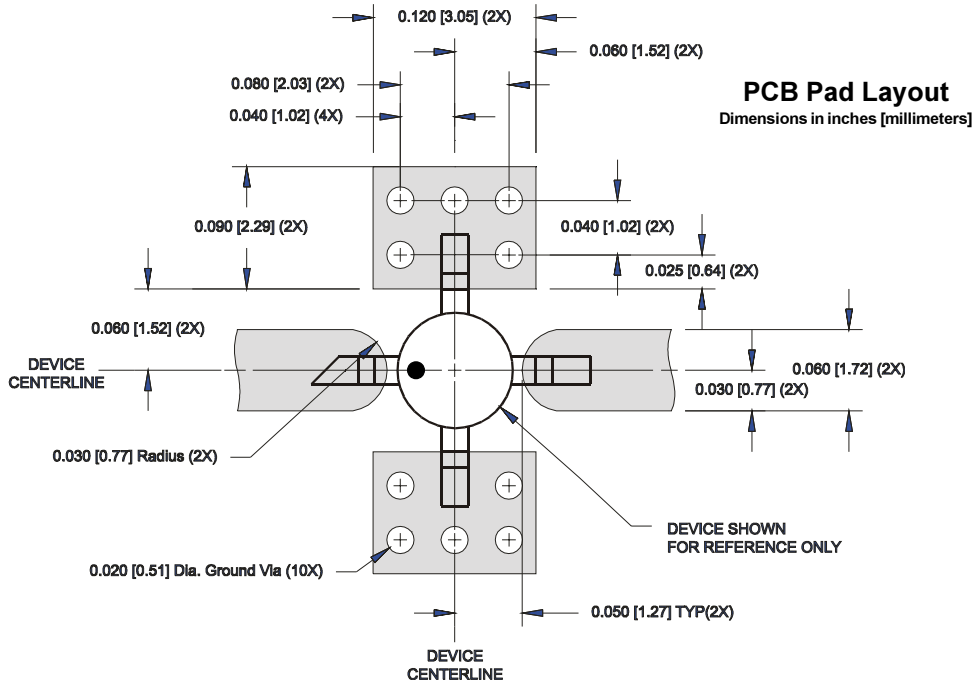 0.120 [3.05] (2X)
0.060 [1.52] (2X)
0.080 [2.03] (2X)
0.040 [1.02] (4X)
PCB Pad Layout
Dimensions in inches [millimeters]
0.090 [2.29] (2X)
0.040 [1.02] (2X)
0.025 [0.64] (2X)
0.060 [1.52] (2X)
DEVICE
CENTERLINE
0.060 [1.72] (2X)
0.030 [0.77] (2X)
0.030 [0.77] Radius (2X)
DEVICE SHOWN
FOR REFERENCE ONLY
0.020 [0.51] Dia. Ground Via (10X)
0.050 [1.27] TYP(2X)
DEVICE
CENTERLINE